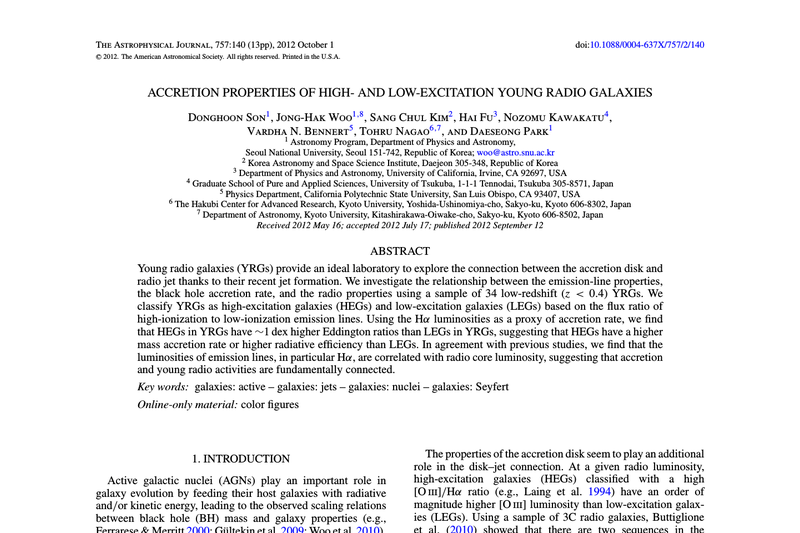 THE ASTROPHYSICAL JOURNAL, 757:140 (13pp), 2012 October 1
doi:10.1088/0004-637X/757/2/140
© 2012. The American Astronomical Society. All rights reserved. Printed in the U.S.A.
ACCRETION PROPERTIES OF HIGH- AND LOW-EXCITATION YOUNG RADIO GALAXIES
DONGHOON SON1, JONG-HAK WOO1,8, SANG CHUL KIM2, HAI FU3, NOZOMU KAWAKATU4,
VARDHA N. BENNERT5, TOHRU NAGAO6,7, AND DAESEONG PARK1
1 Astronomy Program, Department of Physics and Astronomy,
Seoul National University, Seoul 151-742, Republic of Korea; woo@astro.snu.ac.kr
2 Korea Astronomy and Space Science Institute, Daejeon 305-348, Republic of Korea
3 Department of Physics and Astronomy, University of California, Irvine, CA 92697, USA
4 Graduate School of Pure and Applied Sciences, University of Tsukuba, 1-1-1 Tennodai, Tsukuba 305-8571, Japan
5 Physics Department, California Polytechnic State University, San Luis Obispo, CA 93407, USA
6 The Hakubi Center for Advanced Research, Kyoto University, Yoshida-Ushinomiya-cho, Sakyo-ku, Kyoto 606-8302, Japan
7 Department of Astronomy, Kyoto University, Kitashirakawa-Oiwake-cho, Sakyo-ku, Kyoto 606-8502, Japan
Received 2012 May 16; accepted 2012 July 17; published 2012 September 12
ABSTRACT
Young radio galaxies (YRGs) provide an ideal laboratory to explore the connection between the accretion disk and
radio jet thanks to their recent jet formation. We investigate the relationship between the emission-line properties,
the black hole accretion rate, and the radio properties using a sample of 34 low-redshift (z < 0.4) YRGs. We
classify YRGs as high-excitation galaxies (HEGs) and low-excitation galaxies (LEGs) based on the flux ratio of
high-ionization to low-ionization emission lines. Using the Hα luminosities as a proxy of accretion rate, we find
that HEGs in YRGs have ∼1 dex higher Eddington ratios than LEGs in YRGs, suggesting that HEGs have a higher
mass accretion rate or higher radiative efficiency than LEGs. In agreement with previous studies, we find that the
luminosities of emission lines, in particular Hα, are correlated with radio core luminosity, suggesting that accretion
and young radio activities are fundamentally connected.
Key words: galaxies: active – galaxies: jets – galaxies: nuclei – galaxies: Seyfert
Online-only material: color figures
1. INTRODUCTION
Active galactic nuclei (AGNs) play an important role in
galaxy evolution by feeding their host galaxies with radiative
and/or kinetic energy, leading to the observed scaling relations
between black hole (BH) mass and galaxy properties (e.g.,
Ferrarese & Merritt 2000; Gültekin et al. 2009; Woo et al. 2010).
The properties of the accretion disk seem to play an additional
role in the disk–jet connection. At a given radio luminosity,
high-excitation galaxies (HEGs) classified with a high
[O III]/Hα ratio (e.g., Laing et al. 1994) have an order of
magnitude higher [O III] luminosity than low-excitation galax-
ies (LEGs). Using a sample of 3C radio galaxies, Buttiglione
et al. (2010) showed that there are two sequences in the